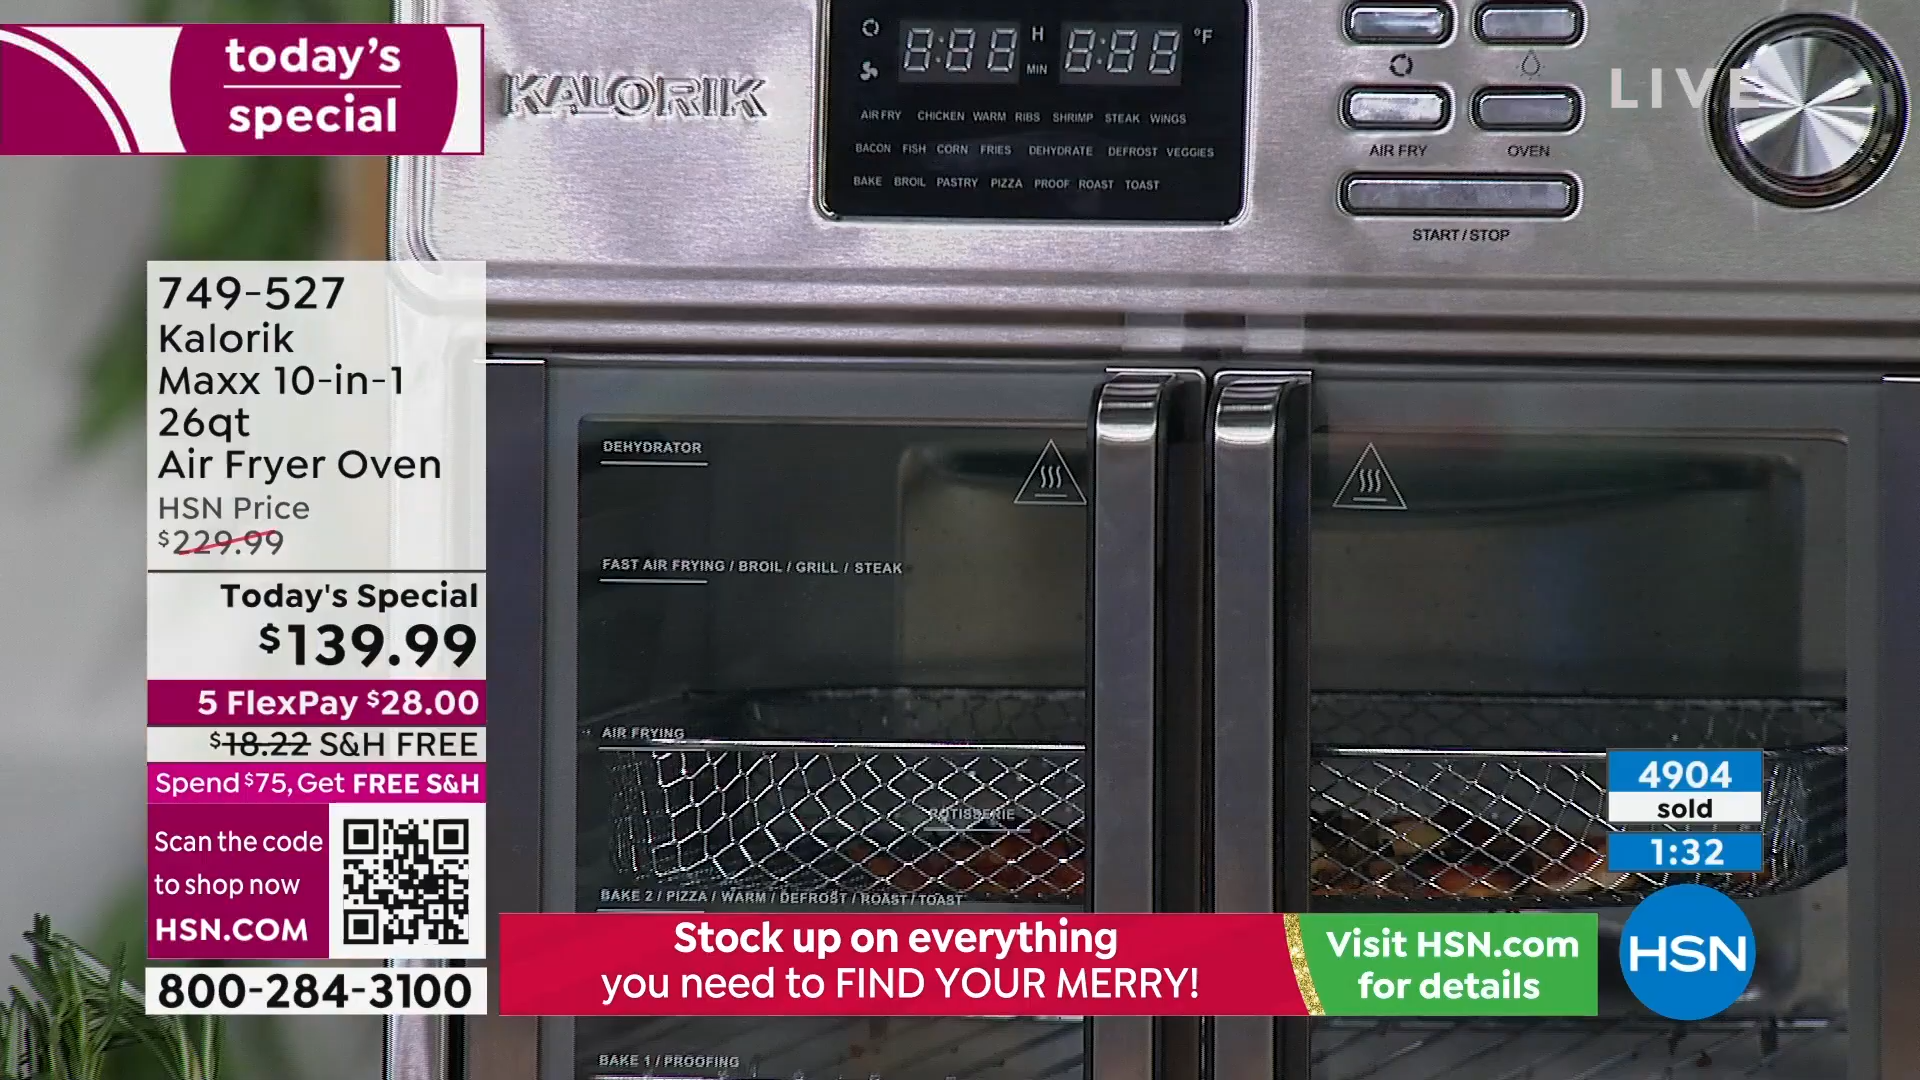 today's
special
KALORIK
H
MIN
°F
AIR FRY CHICKEN WARM RIBS SHRIMP STEAK WINGS
BACON FISH CORN FRIES DEHYDRATE DEFROST VEGGIES
BAKE BROIL PASTRY PIZZA PROOF ROAST TOAST
AIR FRY
OVEN
START / STOP
LIVE
749-527
Kalorik
Maxx 10-in-1
26qt
Air Fryer Oven
HSN Price
$229.99
Today's Special
$139.99
5 FlexPay $28.00
$18.22 S&H FREE
Spend $75, Get FREE S&H
Scan the code
to shop now
HSN.COM
800-284-3100
DEHYDRATOR
FAST AIR FRYING / BROIL / GRILL / STEAK
AIR FRYING
ROTISSERIE
BAKE 2 / PIZZA / WARM / DEFROST / ROAST / TOAST
BAKE 1 / PROOFING
4904
sold
1:32
Stock up on everything
you need to FIND YOUR MERRY!
Visit HSN.com
for details
HSN